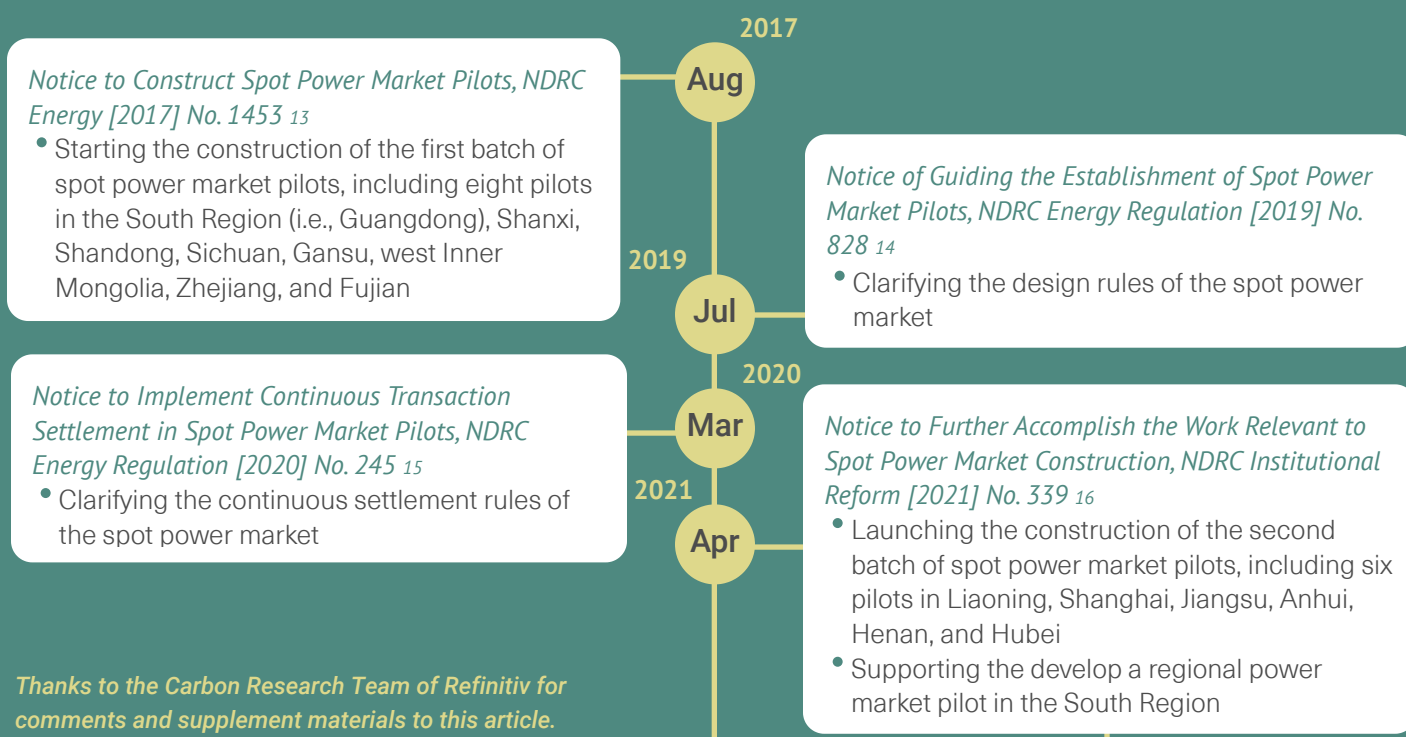 2017
Aug
Notice to Construct Spot Power Market Pilots, NDRC
Energy [2017] No. 1453 13
• Starting the construction of the first batch of
spot power market pilots, including eight pilots
in the South Region (i.e., Guangdong), Shanxi,
Shandong, Sichuan, Gansu, west Inner
Mongolia, Zhejiang, and Fujian
2019
Jul
Notice of Guiding the Establishment of Spot Power
Market Pilots, NDRC Energy Regulation [2019] No.
828 14
• Clarifying the design rules of the spot power
market
2020
Mar
Notice to Implement Continuous Transaction
Settlement in Spot Power Market Pilots, NDRC
Energy Regulation [2020] No. 245 15
• Clarifying the continuous settlement rules of
the spot power market
2021
Apr
Notice to Further Accomplish the Work Relevant to
Spot Power Market Construction, NDRC Institutional
Reform [2021] No. 339 16
• Launching the construction of the second
batch of spot power market pilots, including six
pilots in Liaoning, Shanghai, Jiangsu, Anhui,
Henan, and Hubei
• Supporting the develop a regional power
market pilot in the South Region
Thanks to the Carbon Research Team of Refinitiv for
comments and supplement materials to this article.